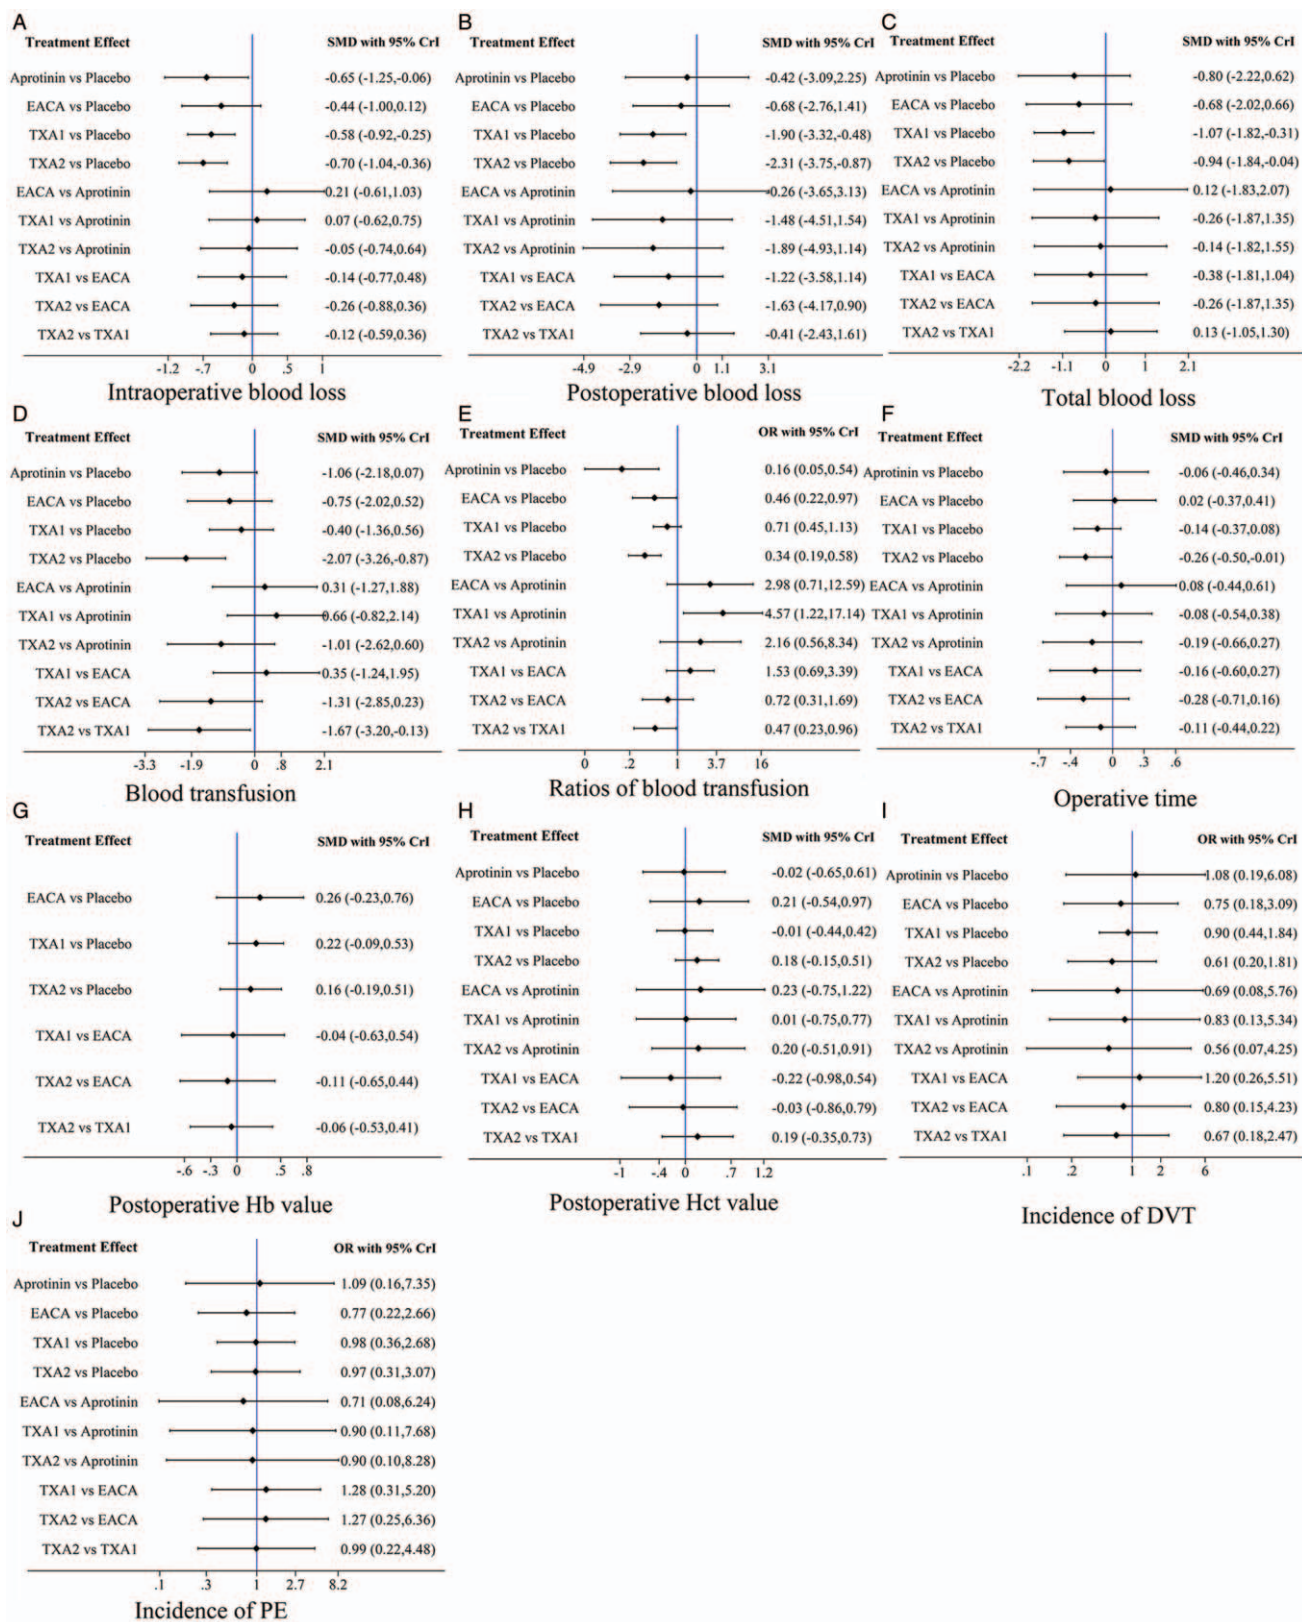 A
Treatment Effect SMD with 95% CrI
Aprotinin vs Placebo -0.65 (-1.25,-0.06)
EACA vs Placebo -0.44 (-1.00,0.12)
TXA1 vs Placebo -0.58 (-0.92,-0.25)
TXA2 vs Placebo -0.70 (-1.04,-0.36)
EACA vs Aprotinin 0.21 (-0.61,1.03)
TXA1 vs Aprotinin 0.07 (-0.62,0.75)
TXA2 vs Aprotinin -0.05 (-0.74,0.64)
TXA1 vs EACA -0.14 (-0.77,0.48)
TXA2 vs EACA -0.26 (-0.88,0.36)
TXA2 vs TXA1 -0.12 (-0.59,0.36)
-1.2 -.7 0 .5 1
Intraoperative blood loss
B
Treatment Effect SMD with 95% CrI
Aprotinin vs Placebo -0.42 (-3.09,2.25)
EACA vs Placebo -0.68 (-2.76,1.41)
TXA1 vs Placebo -1.90 (-3.32,-0.48)
TXA2 vs Placebo -2.31 (-3.75,-0.87)
EACA vs Aprotinin -0.26 (-3.65,3.13)
TXA1 vs Aprotinin -1.48 (-4.51,1.54)
TXA2 vs Aprotinin -1.89 (-4.93,1.14)
TXA1 vs EACA -1.22 (-3.58,1.14)
TXA2 vs EACA -1.63 (-4.17,0.90)
TXA2 vs TXA1 -0.41 (-2.43,1.61)
-4.9 -2.9 0 1.1 3.1
Postoperative blood loss
C
Treatment Effect SMD with 95% CrI
Aprotinin vs Placebo -0.80 (-2.22,0.62)
EACA vs Placebo -0.68 (-2.02,0.66)
TXA1 vs Placebo -1.07 (-1.82,-0.31)
TXA2 vs Placebo -0.94 (-1.84,-0.04)
EACA vs Aprotinin 0.12 (-1.83,2.07)
TXA1 vs Aprotinin -0.26 (-1.87,1.35)
TXA2 vs Aprotinin -0.14 (-1.82,1.55)
TXA1 vs EACA -0.38 (-1.81,1.04)
TXA2 vs EACA -0.26 (-1.87,1.35)
TXA2 vs TXA1 0.13 (-1.05,1.30)
-2.2 -1.1 0 1 2.1
Total blood loss
D
Treatment Effect SMD with 95% CrI
Aprotinin vs Placebo -1.06 (-2.18,0.07)
EACA vs Placebo -0.75 (-2.02,0.52)
TXA1 vs Placebo -0.40 (-1.36,0.56)
TXA2 vs Placebo -2.07 (-3.26,-0.87)
EACA vs Aprotinin 0.31 (-1.27,1.88)
TXA1 vs Aprotinin 0.66 (-0.82,2.14)
TXA2 vs Aprotinin -1.01 (-2.62,0.60)
TXA1 vs EACA 0.35 (-1.24,1.95)
TXA2 vs EACA -1.31 (-2.85,0.23)
TXA2 vs TXA1 -1.67 (-3.20,-0.13)
-3.3 -1.9 0 .8 2.1
Blood transfusion
E
Treatment Effect OR with 95% CrI
Aprotinin vs Placebo 0.16 (0.05,0.54)
EACA vs Placebo 0.46 (0.22,0.97)
TXA1 vs Placebo 0.71 (0.45,1.13)
TXA2 vs Placebo 0.34 (0.19,0.58)
EACA vs Aprotinin 2.98 (0.71,12.59)
TXA1 vs Aprotinin 4.57 (1.22,17.14)
TXA2 vs Aprotinin 2.16 (0.56,8.34)
TXA1 vs EACA 1.53 (0.69,3.39)
TXA2 vs EACA 0.72 (0.31,1.69)
TXA2 vs TXA1 0.47 (0.23,0.96)
0 .2 1 3.7 16
Ratios of blood transfusion
F
Treatment Effect SMD with 95% CrI
Aprotinin vs Placebo -0.06 (-0.46,0.34)
EACA vs Placebo 0.02 (-0.37,0.41)
TXA1 vs Placebo -0.14 (-0.37,0.08)
TXA2 vs Placebo -0.26 (-0.50,-0.01)
EACA vs Aprotinin 0.08 (-0.44,0.61)
TXA1 vs Aprotinin -0.08 (-0.54,0.38)
TXA2 vs Aprotinin -0.19 (-0.66,0.27)
TXA1 vs EACA -0.16 (-0.60,0.27)
TXA2 vs EACA -0.28 (-0.71,0.16)
TXA2 vs TXA1 -0.11 (-0.44,0.22)
-.7 -.4 0 .3 .6
Operative time
G
Treatment Effect SMD with 95% CrI
EACA vs Placebo 0.26 (-0.23,0.76)
TXA1 vs Placebo 0.22 (-0.09,0.53)
TXA2 vs Placebo 0.16 (-0.19,0.51)
TXA1 vs EACA -0.04 (-0.63,0.54)
TXA2 vs EACA -0.11 (-0.65,0.44)
TXA2 vs TXA1 -0.06 (-0.53,0.41)
-.6 -.3 0 .5 .8
Postoperative Hb value
H
Treatment Effect SMD with 95% CrI
Aprotinin vs Placebo -0.02 (-0.65,0.61)
EACA vs Placebo 0.21 (-0.54,0.97)
TXA1 vs Placebo -0.01 (-0.44,0.42)
TXA2 vs Placebo 0.18 (-0.15,0.51)
EACA vs Aprotinin 0.23 (-0.75,1.22)
TXA1 vs Aprotinin 0.01 (-0.75,0.77)
TXA2 vs Aprotinin 0.20 (-0.51,0.91)
TXA1 vs EACA -0.22 (-0.98,0.54)
TXA2 vs EACA -0.03 (-0.86,0.79)
TXA2 vs TXA1 0.19 (-0.35,0.73)
-1 -.4 0 .7 1.2
Postoperative Hct value
I
Treatment Effect OR with 95% CrI
Aprotinin vs Placebo 1.08 (0.19,6.08)
EACA vs Placebo 0.75 (0.18,3.09)
TXA1 vs Placebo 0.90 (0.44,1.84)
TXA2 vs Placebo 0.61 (0.20,1.81)
EACA vs Aprotinin 0.69 (0.08,5.76)
TXA1 vs Aprotinin 0.83 (0.13,5.34)
TXA2 vs Aprotinin 0.56 (0.07,4.25)
TXA1 vs EACA 1.20 (0.26,5.51)
TXA2 vs EACA 0.80 (0.15,4.23)
TXA2 vs TXA1 0.67 (0.18,2.47)
.1 .2 1 2 6
Incidence of DVT
J
Treatment Effect OR with 95% CrI
Aprotinin vs Placebo 1.09 (0.16,7.35)
EACA vs Placebo 0.77 (0.22,2.66)
TXA1 vs Placebo 0.98 (0.36,2.68)
TXA2 vs Placebo 0.97 (0.31,3.07)
EACA vs Aprotinin 0.71 (0.08,6.24)
TXA1 vs Aprotinin 0.90 (0.11,7.68)
TXA2 vs Aprotinin 0.90 (0.10,8.28)
TXA1 vs EACA 1.28 (0.31,5.20)
TXA2 vs EACA 1.27 (0.25,6.36)
TXA2 vs TXA1 0.99 (0.22,4.48)
.1 .3 1 2.7 8.2
Incidence of PE